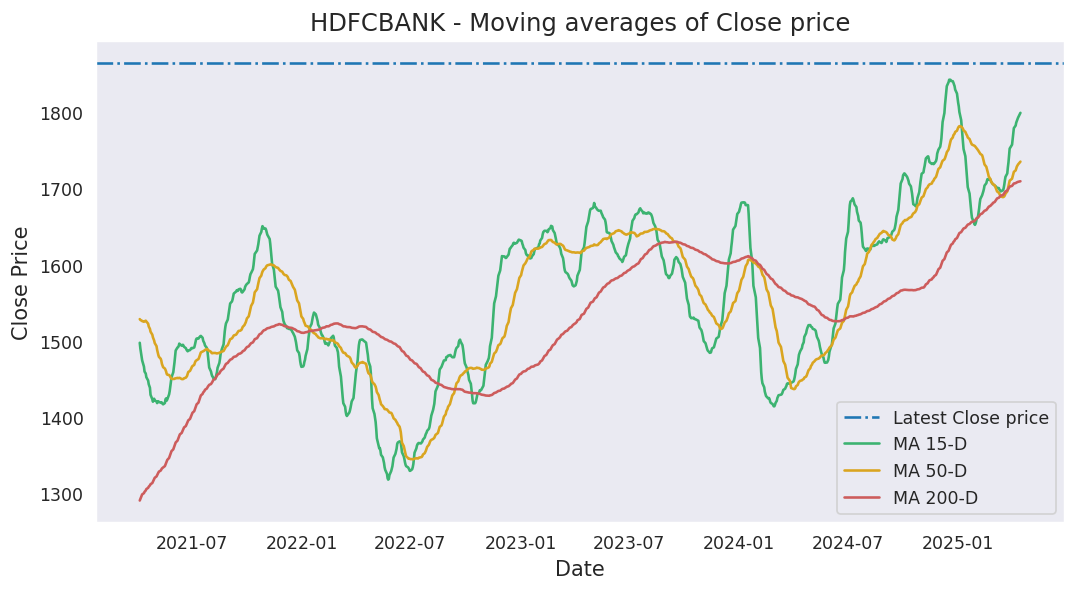 HDFCBANK - Moving averages of Close price
Close Price
1800
1700
1600
1500
1400
1300
2021-07 2022-01 2022-07 2023-01 2023-07 2024-01 2024-07 2025-01
Date
Latest Close price
MA 15-D
MA 50-D
MA 200-D